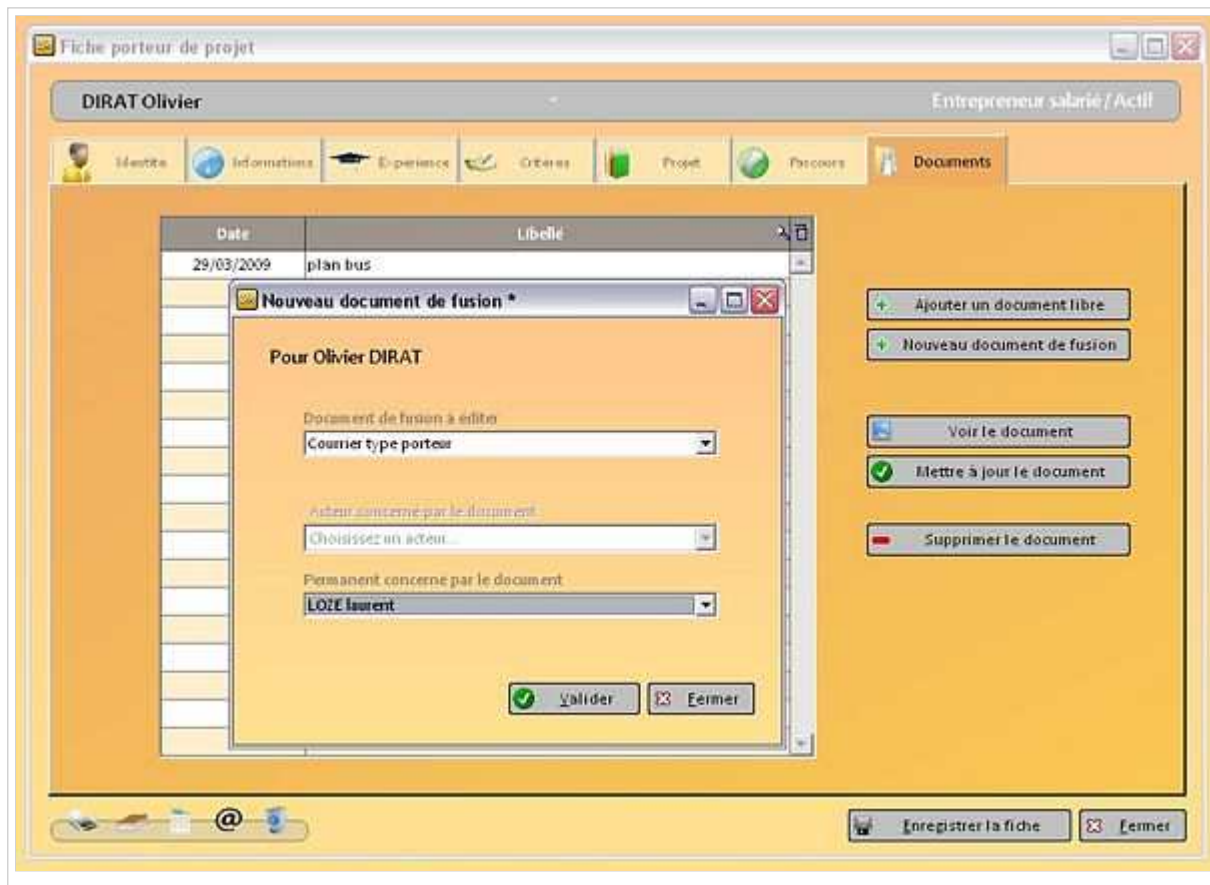 Fiche porteur de projet
DIRAT Olivier
Entrepreneur salarié / Actif
Identité
Informations
Experience
Criteres
Projet
Parcours
Documents
Date
Libellé
29/03/2009
plan bus
Nouveau document de fusion *
Pour Olivier DIRAT
Document de fusion à éditer
Courrier type porteur
Acteur concerné par le document
Choisissez un acteur...
Permanent concerné par le document
LOZE laurent
Valider
Fermer
Ajouter un document libre
Nouveau document de fusion
Voir le document
Mettre à jour le document
Supprimer le document
@
Enregistrer la fiche
Fermer